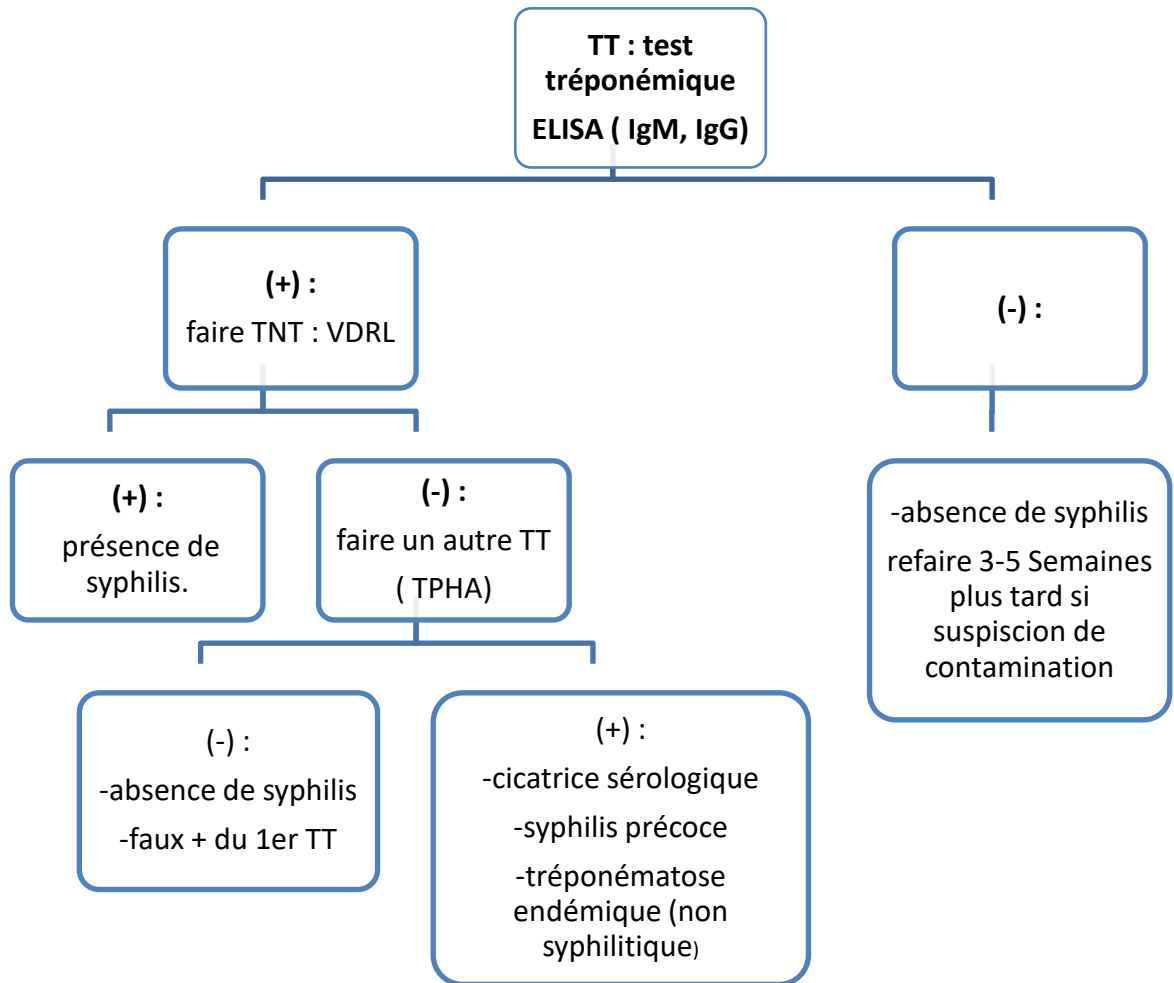 TT : test
tréponémique
ELISA ( IgM, IgG)
(+) :
faire TNT : VDRL
(-) :
(+) :
présence de
syphilis.
(-) :
faire un autre TT
( TPHA)
-absence de syphilis
refaire 3-5 Semaines
plus tard si
suspiscion de
contamination
(-) :
-absence de syphilis
-faux + du 1er TT
(+) :
-cicatrice sérologique
-syphilis précoce
-tréponématose
endémique (non
syphilitique)